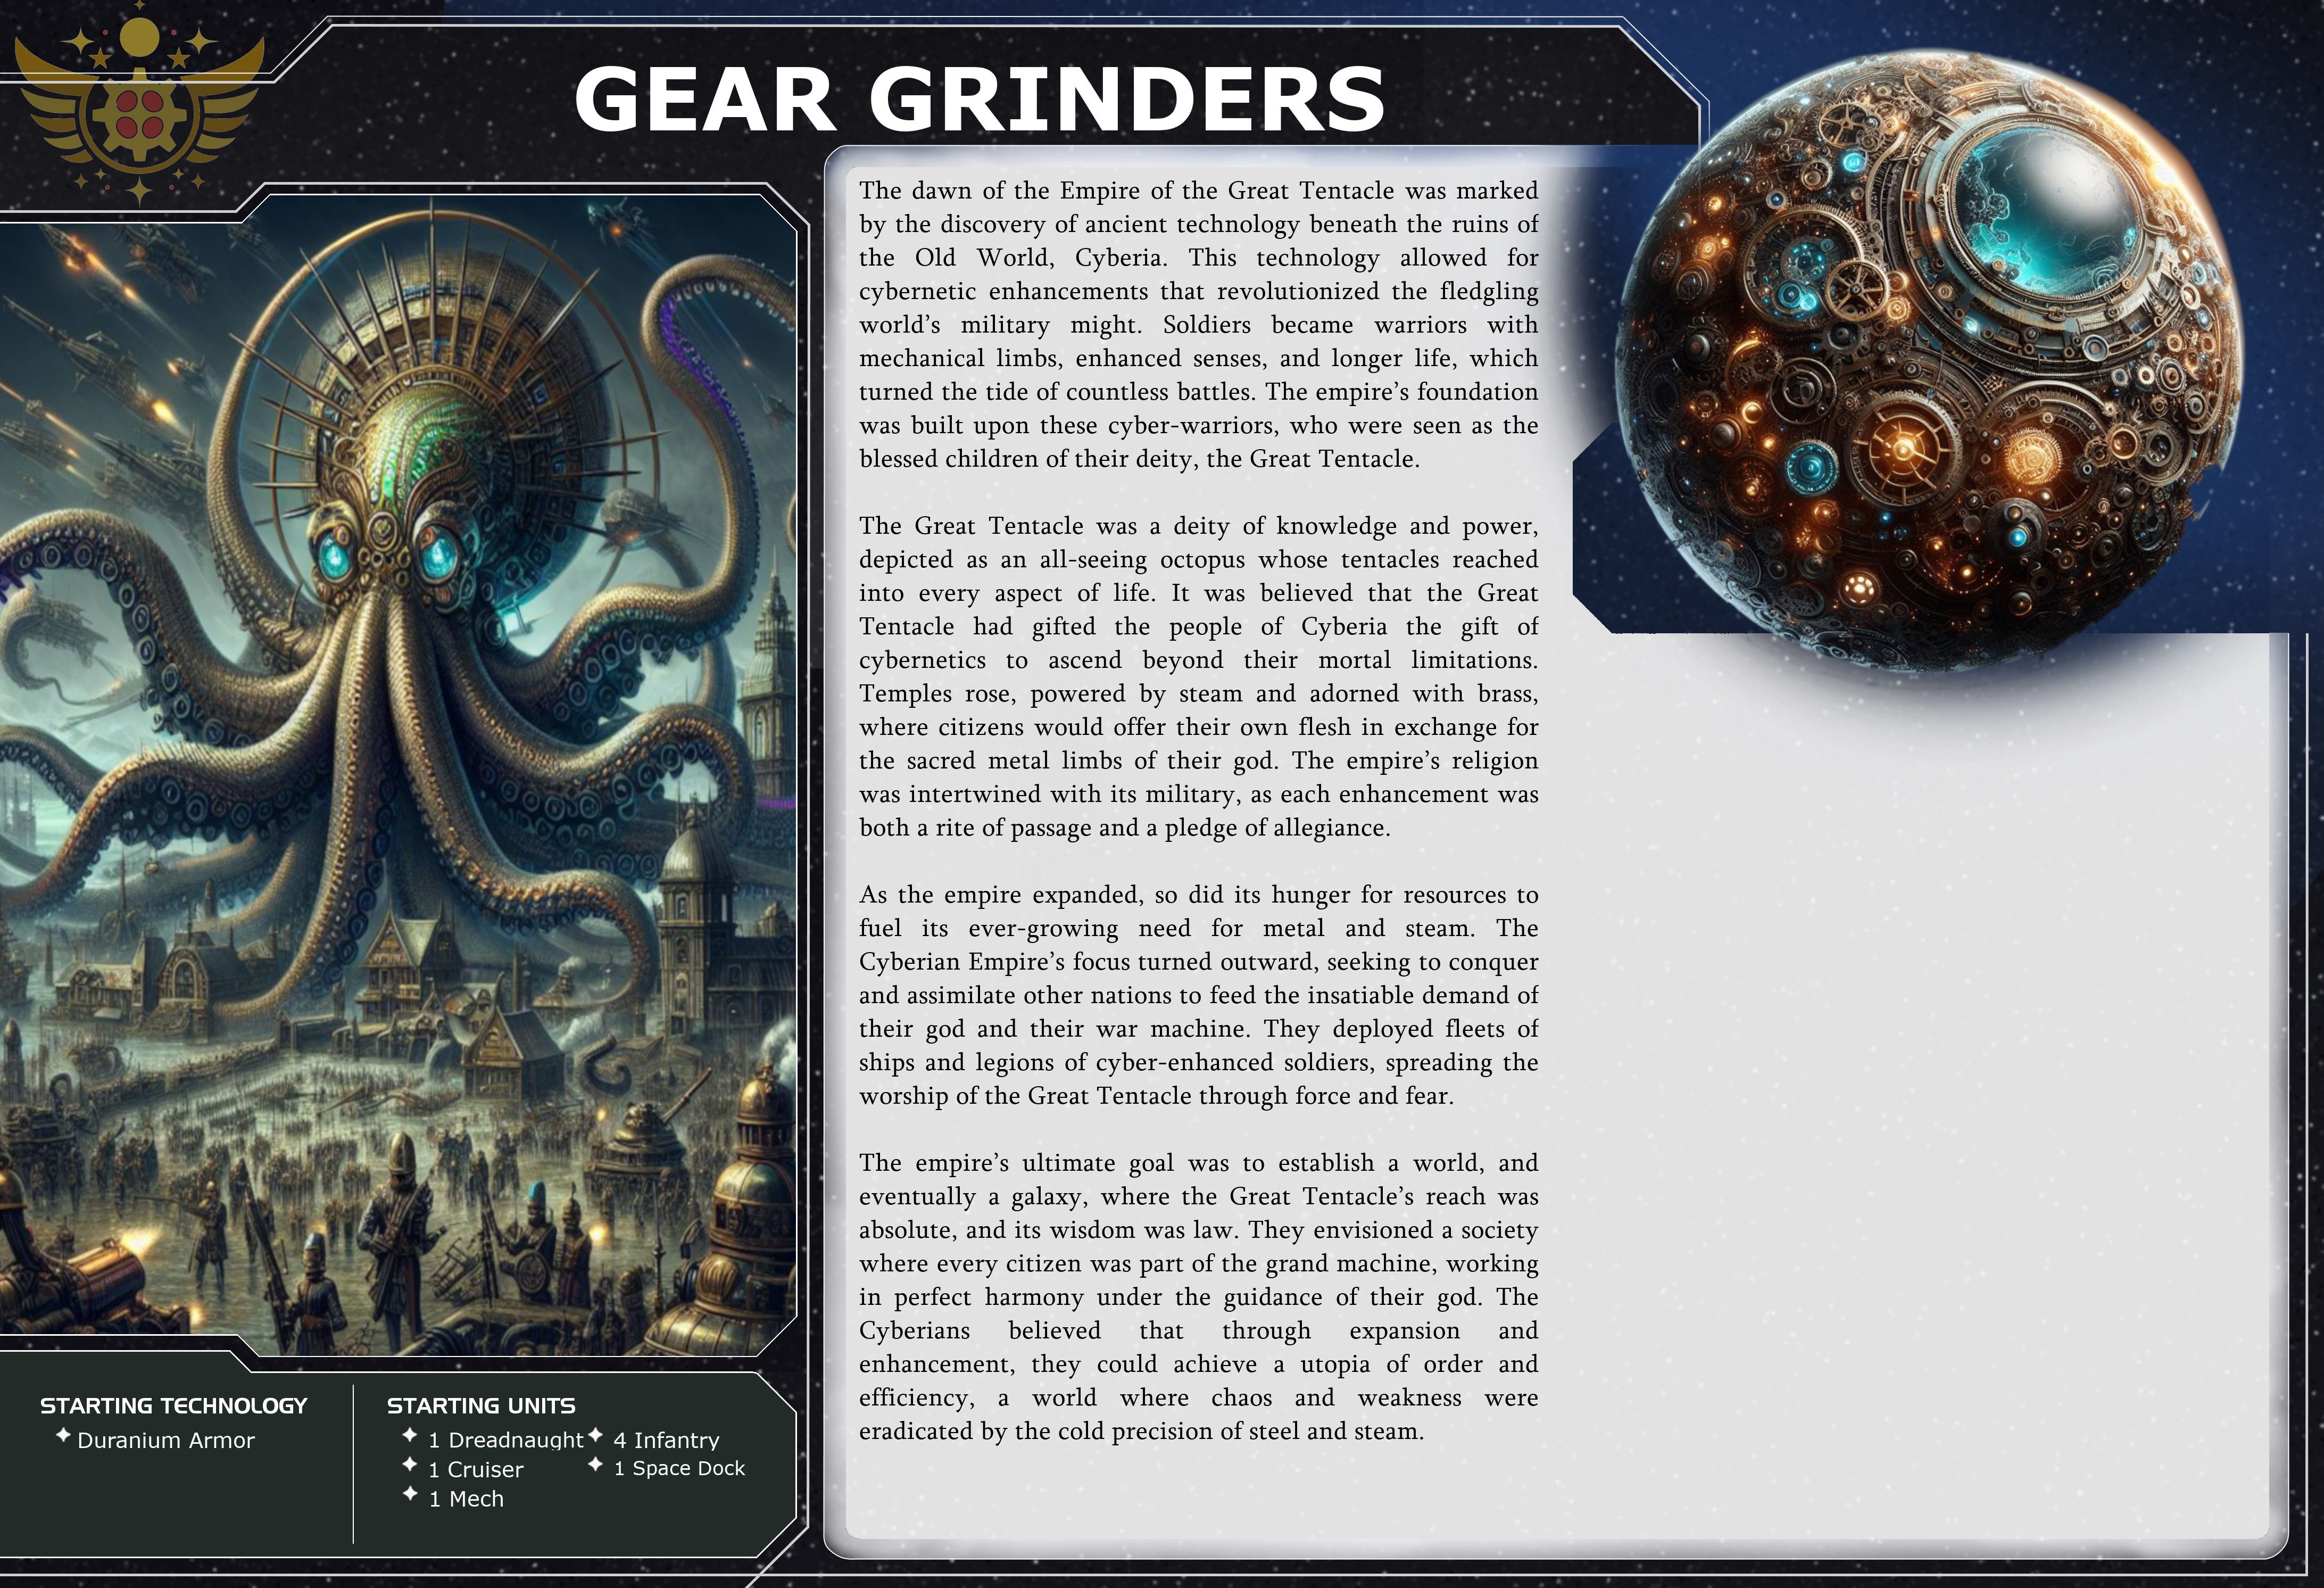 GEAR GRINDERS
The dawn of the Empire of the Great Tentacle was marked
by the discovery of ancient technology beneath the ruins of
the Old World, Cyberia. This technology allowed for
cybernetic enhancements that revolutionized the fledgling
world’s military might. Soldiers became warriors with
mechanical limbs, enhanced senses, and longer life, which
turned the tide of countless battles. The empire’s foundation
was built upon these cyber-warriors, who were seen as the
blessed children of their deity, the Great Tentacle.
The Great Tentacle was a deity of knowledge and power,
depicted as an all-seeing octopus whose tentacles reached
into every aspect of life. It was believed that the Great
Tentacle had gifted the people of Cyberia the gift of
cybernetics to ascend beyond their mortal limitations.
Temples rose, powered by steam and adorned with brass,
where citizens would offer their own flesh in exchange for
the sacred metal limbs of their god. The empire’s religion
was intertwined with its military, as each enhancement was
both a rite of passage and a pledge of allegiance.
As the empire expanded, so did its hunger for resources to
fuel its ever-growing need for metal and steam. The
Cyberian Empire’s focus turned outward, seeking to conquer
and assimilate other nations to feed the insatiable demand of
their god and their war machine. They deployed fleets of
ships and legions of cyber-enhanced soldiers, spreading the
worship of the Great Tentacle through force and fear.
The empire’s ultimate goal was to establish a world, and
eventually a galaxy, where the Great Tentacle’s reach was
absolute, and its wisdom was law. They envisioned a society
where every citizen was part of the grand machine, working
in perfect harmony under the guidance of their god. The
Cyberians believed that through expansion and
enhancement, they could achieve a utopia of order and
efficiency, a world where chaos and weakness were
eradicated by the cold precision of steel and steam.
STARTING TECHNOLOGY
Duranium Armor
STARTING UNITS
1 Dreadnaught
1 Cruiser
1 Mech
4 Infantry
1 Space Dock